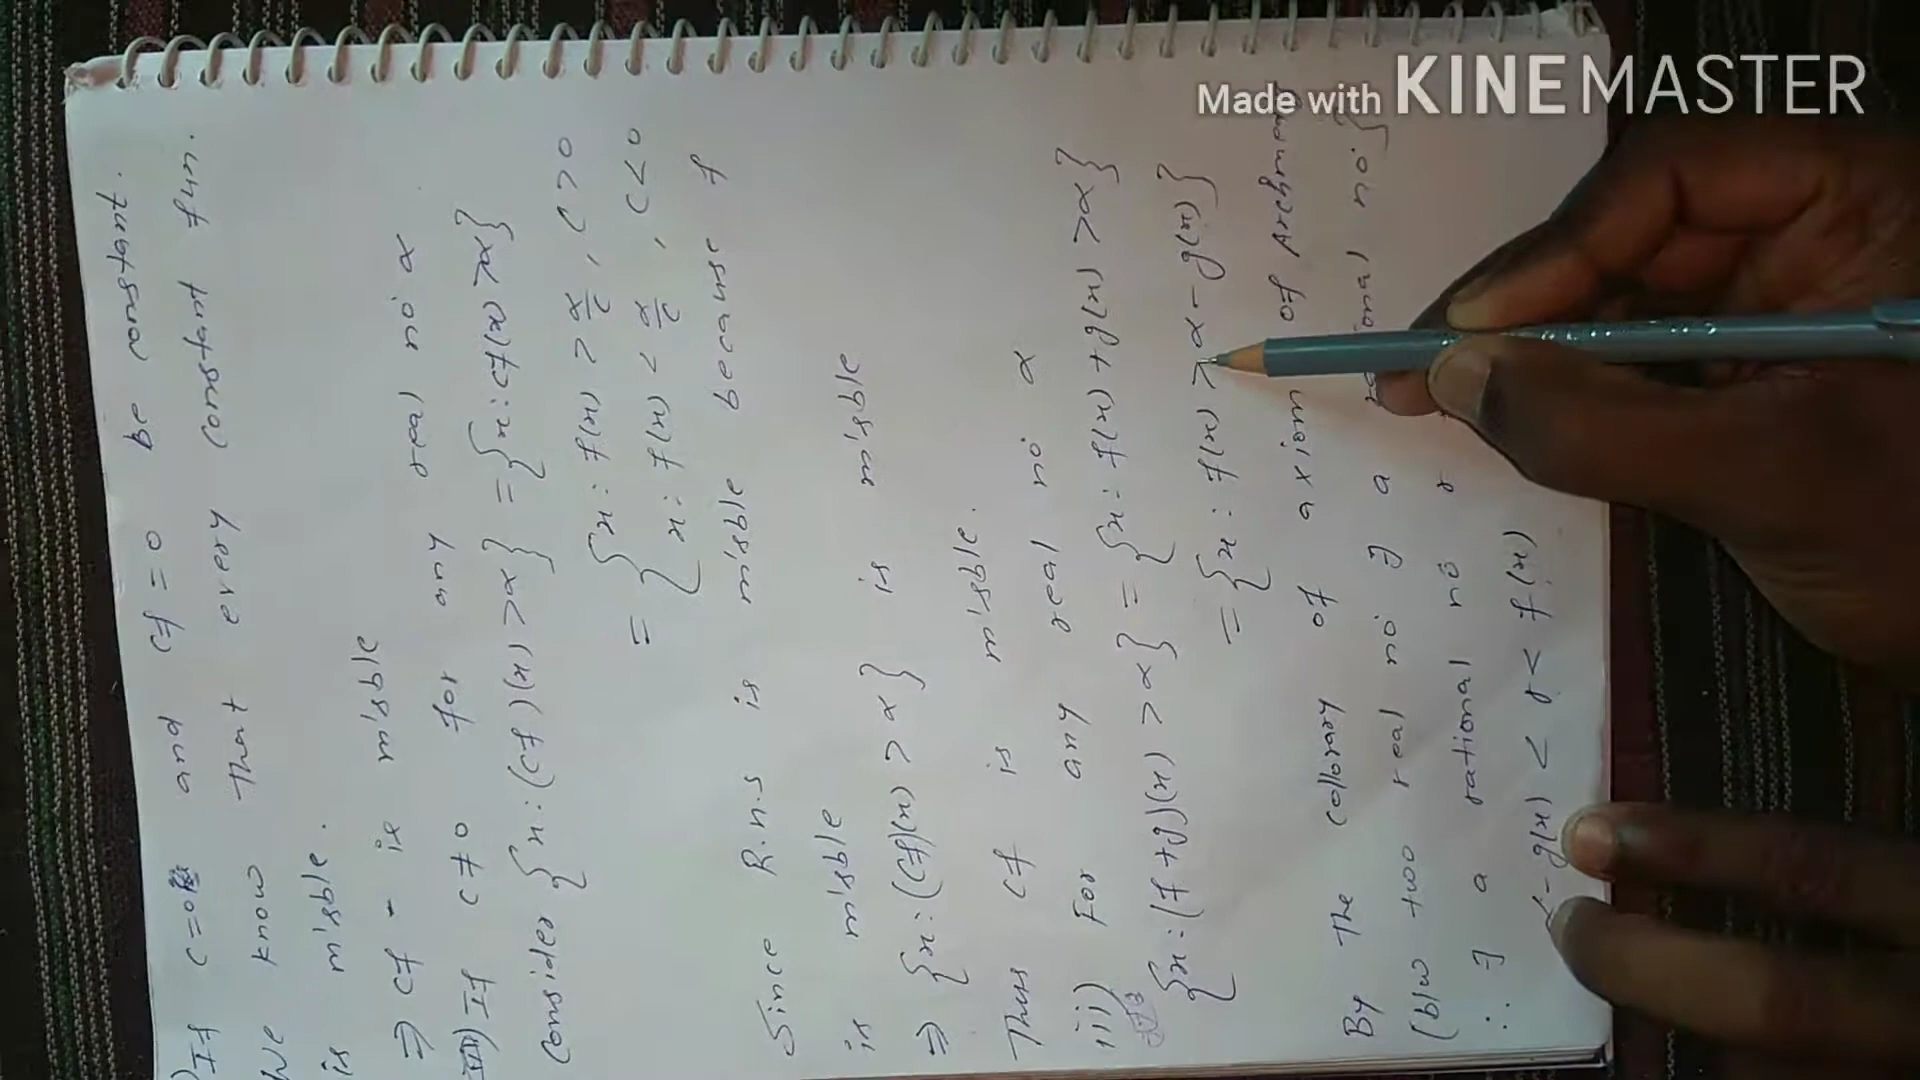 Made with KINEMASTER
) If c=0 and cf = 0 be constant.
We know that every constant fun.
is m'sble.
⇒ cf - is m'sble
If c≠0 for any real no α
Consider {x:(cf)(x) >α} = {x: cf(x) >α}
= {x: f(x) > α/c , c>0
x: f(x) < α/c , c<0
Since R.h.s is m'sble because f
is m'sble
⇒ {x:(cf)(x) > α} is m'sble
Thus cf is m'sble.
iii) For any real no α
{x:(f+g)(x) >α} = {x: f(x)+g(x) >α}
= {x: f(x) >α- g(x)}
By the collorary of axiom of
(b/w two real no ∃ a no.}
∴ ∃ a rational no r
α-g(x) < r < f(x)